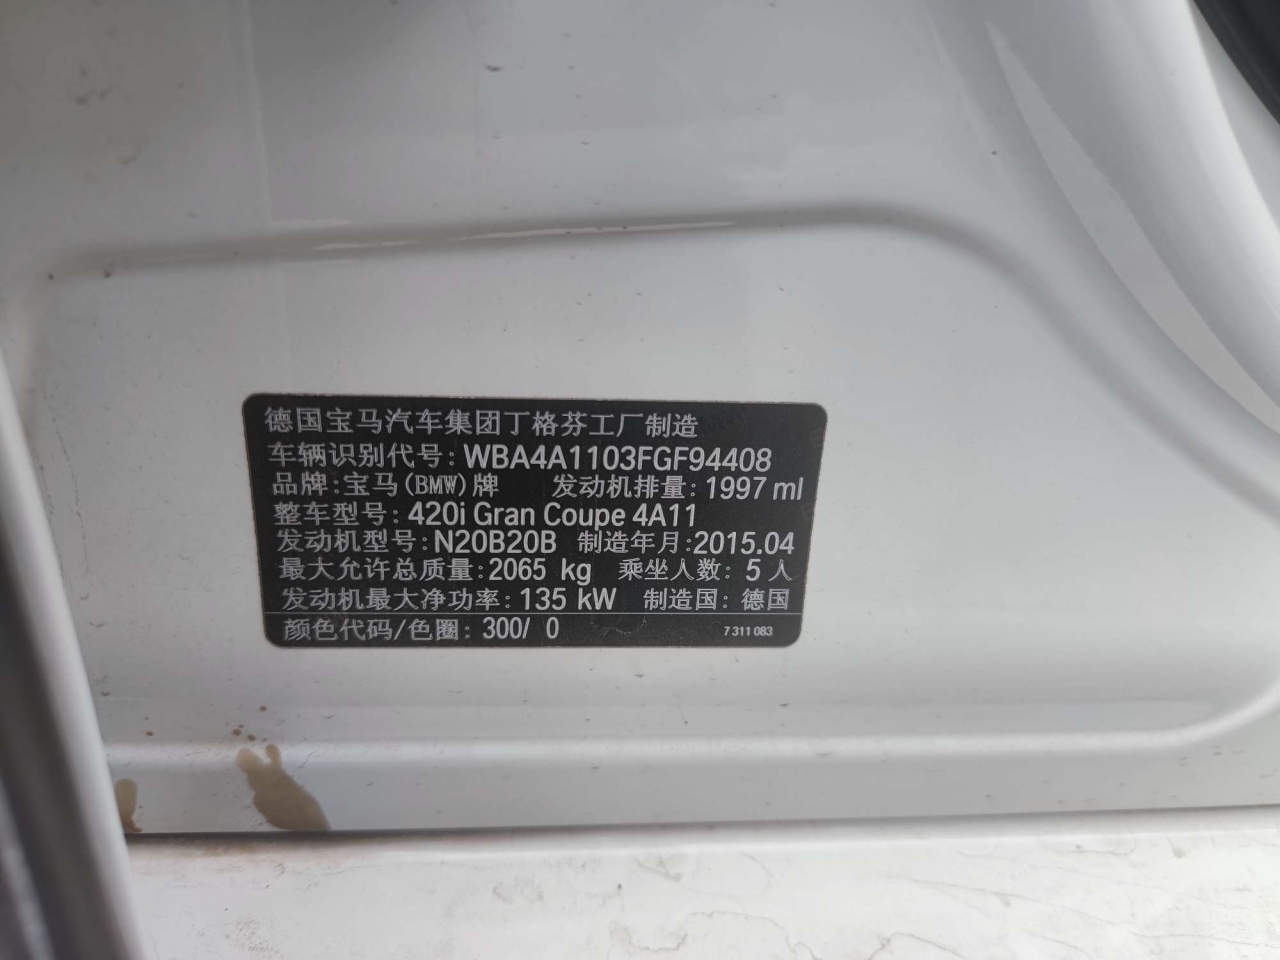 德国宝马汽车集团丁格芬工厂制造
车辆识别代号: WBA4A1103FGF94408
品牌: 宝马(BMW)牌 发动机排量: 1997 ml
整车型号: 420i Gran Coupe 4A11
发动机型号: N20B20B 制造年月: 2015.04
最大允许总质量: 2065 kg 乘坐人数: 5 人
发动机最大净功率: 135 kW 制造国: 德国
颜色代码/色圈: 300/ 0 7 311 083